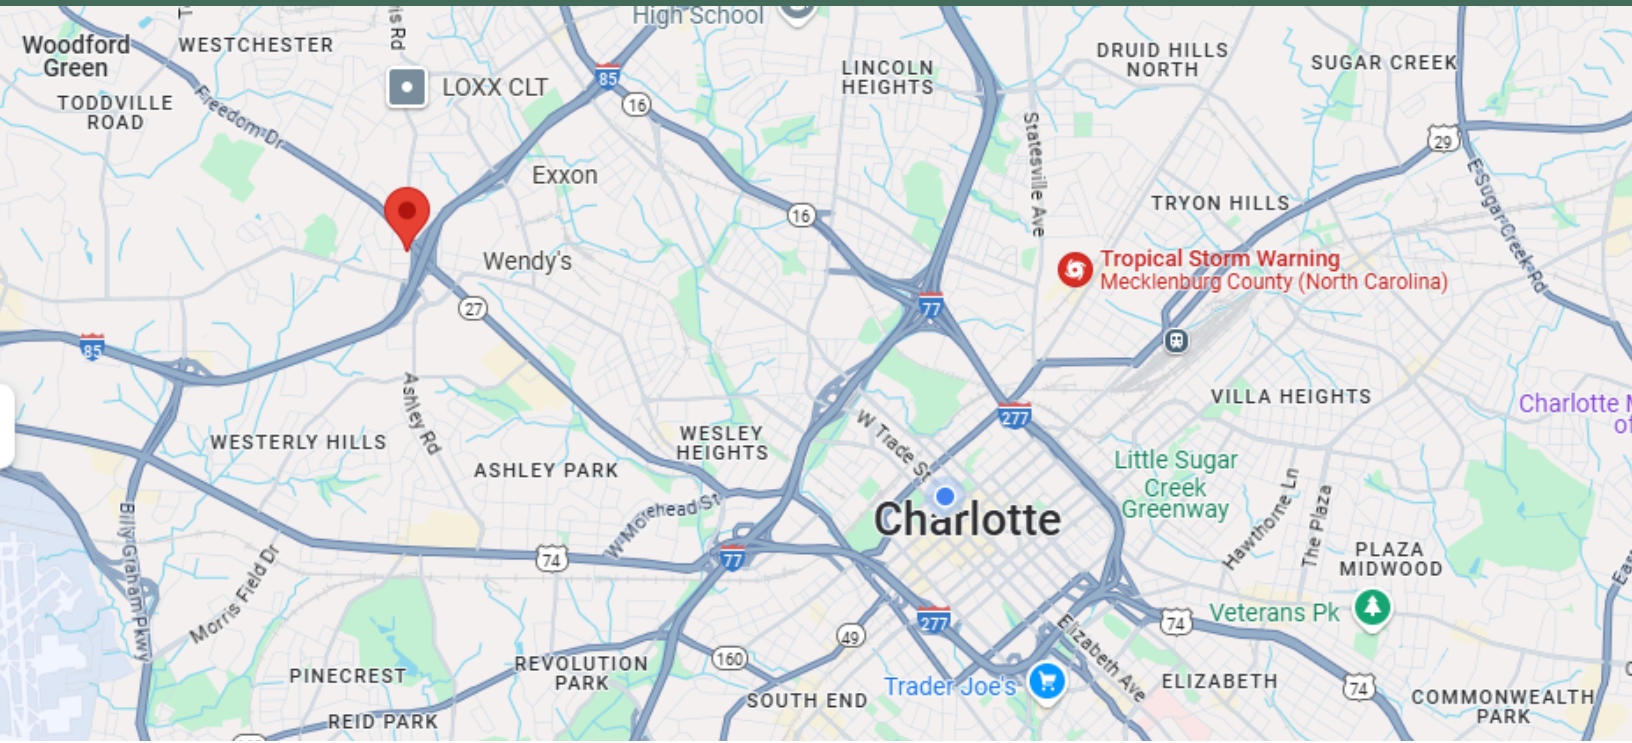 High School
Woodford
Green
WESTCHESTER
is Rd
85
LINCOLN
HEIGHTS
DRUID HILLS
NORTH
SUGAR CREEK
TODDVILLE
ROAD
Freedom Dr
LOXX CLT
16
Statesville Ave
29
Exxon
E Sugar Creek Rd
16
TRYON HILLS
Wendy's
Tropical Storm Warning
Mecklenburg County (North Carolina)
27
77
85
Ashley Rd
277
VILLA HEIGHTS
Charlotte
WESTERLY HILLS
ASHLEY PARK
WESLEY
HEIGHTS
W Trade St
Little Sugar
Creek
Greenway
Hawthorne Ln
The Plaza
Charlotte
W Morehead St
Billy Graham Pkwy
Morris Field Dr
74
77
PLAZA
MIDWOOD
277
Veterans Pk
74
49
160
Elizabeth Ave
PINECREST
REVOLUTION
PARK
Trader Joe's
ELIZABETH
74
SOUTH END
COMMONWEALTH
PARK
REID PARK